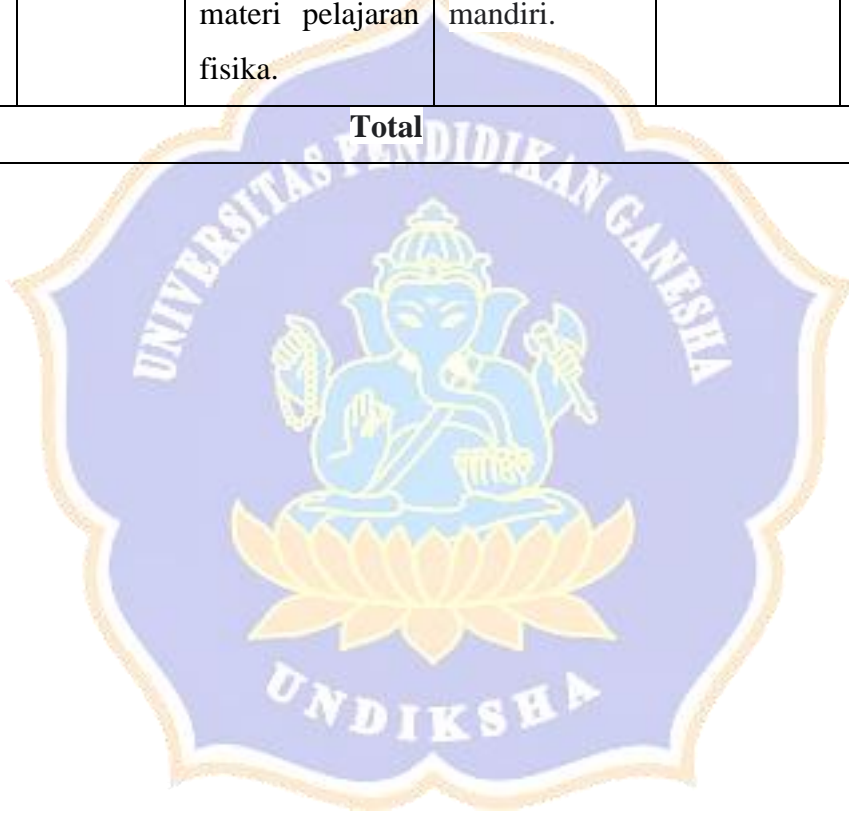 materi pelajaran mandiri.
fisika.
Total
UNIVERSITAS PENDIDIKAN GANESHA
UNDIKSHA